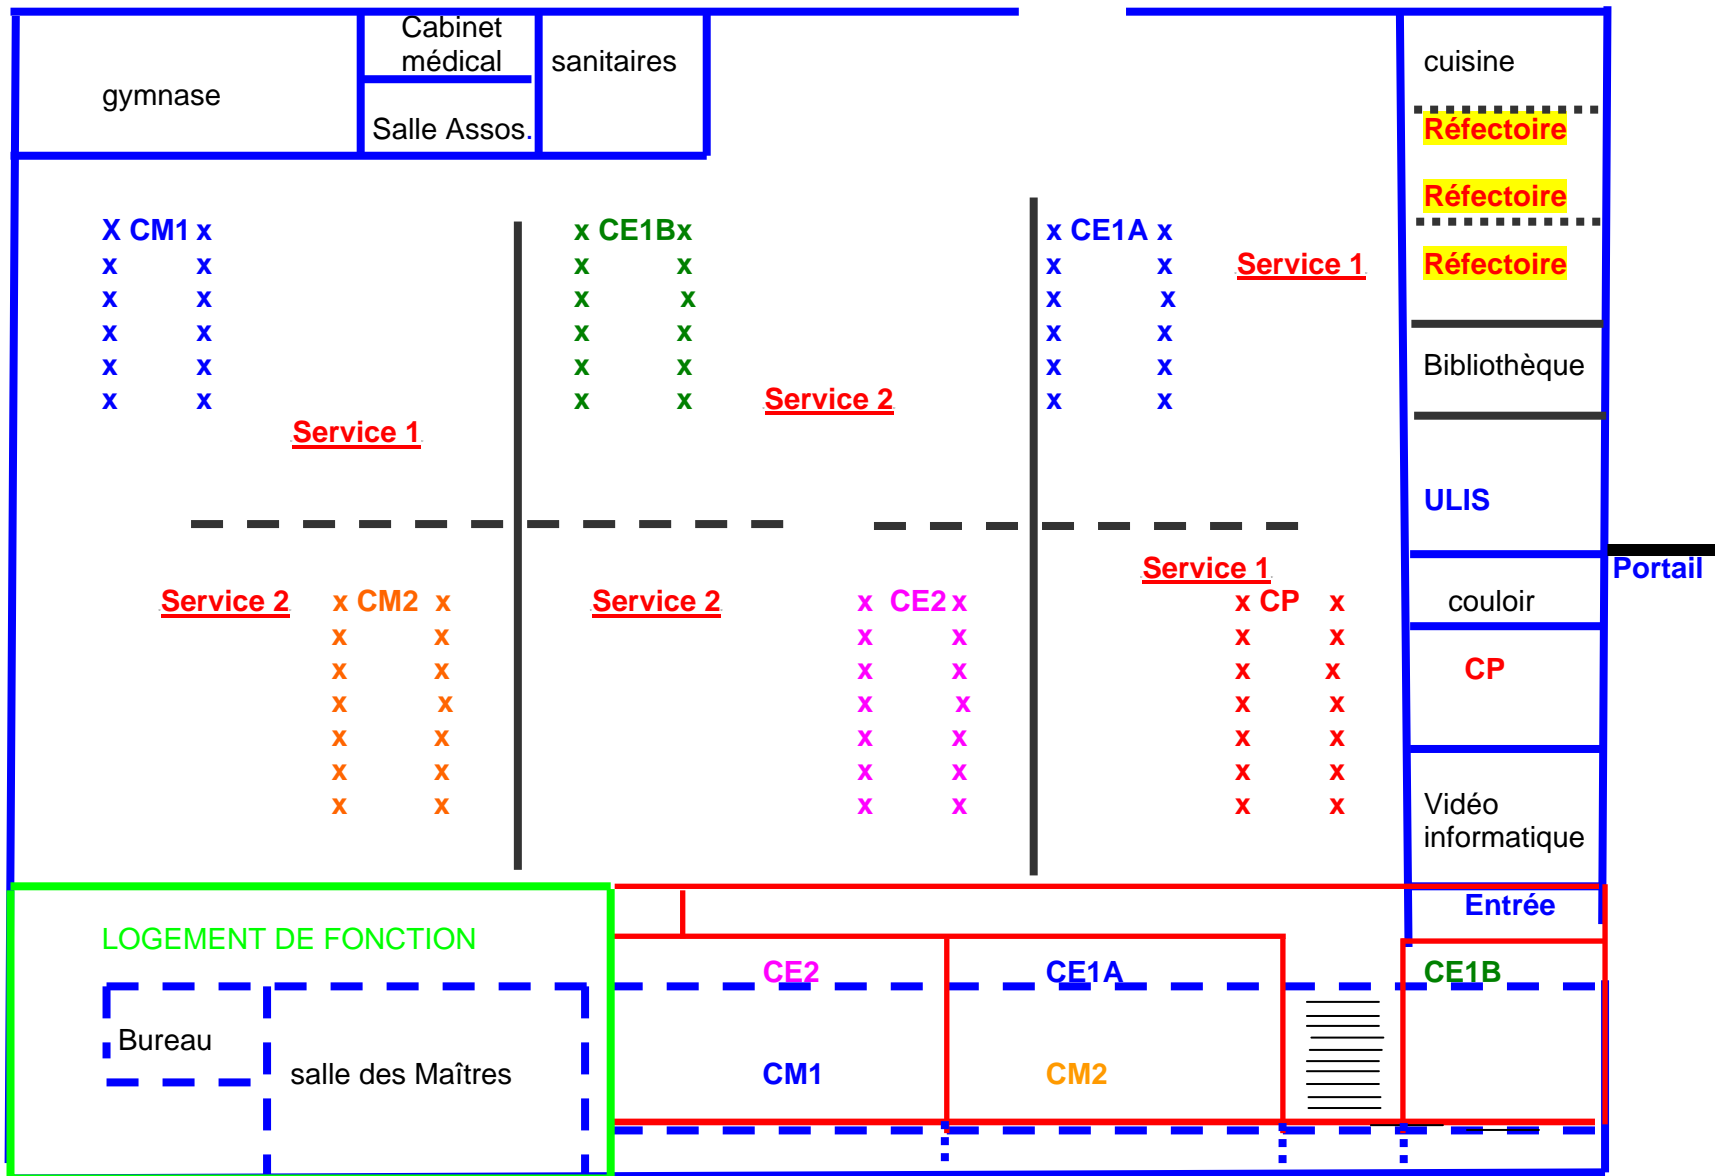 Cabinet
médical
sanitaires
cuisine
gymnase
Salle Assos.
Réfectoire
Réfectoire
X CM1 x
x CE1Bx
x CE1A x
x x
x x
x x
Service 1
Réfectoire
x x
x x
x x
x x
x x
x x
x x
x x
x x
Bibliothèque
x x
x x
x x
Service 2
Service 1
ULIS
Service 1
Portail
Service 2
x CM2 x
Service 2
x CE2 x
x CP x
couloir
x x
x x
x x
x x
x x
x x
CP
x x
x x
x x
x x
x x
x x
x x
x x
x x
x x
x x
x x
Vidéo
informatique
Entrée
LOGEMENT DE FONCTION
CE2
CE1A
CE1B
Bureau
salle des Maîtres
CM1
CM2